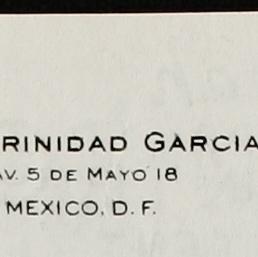 RINIDAD GARCIA
AV. 5 DE MAYO 18
MEXICO, D. F.